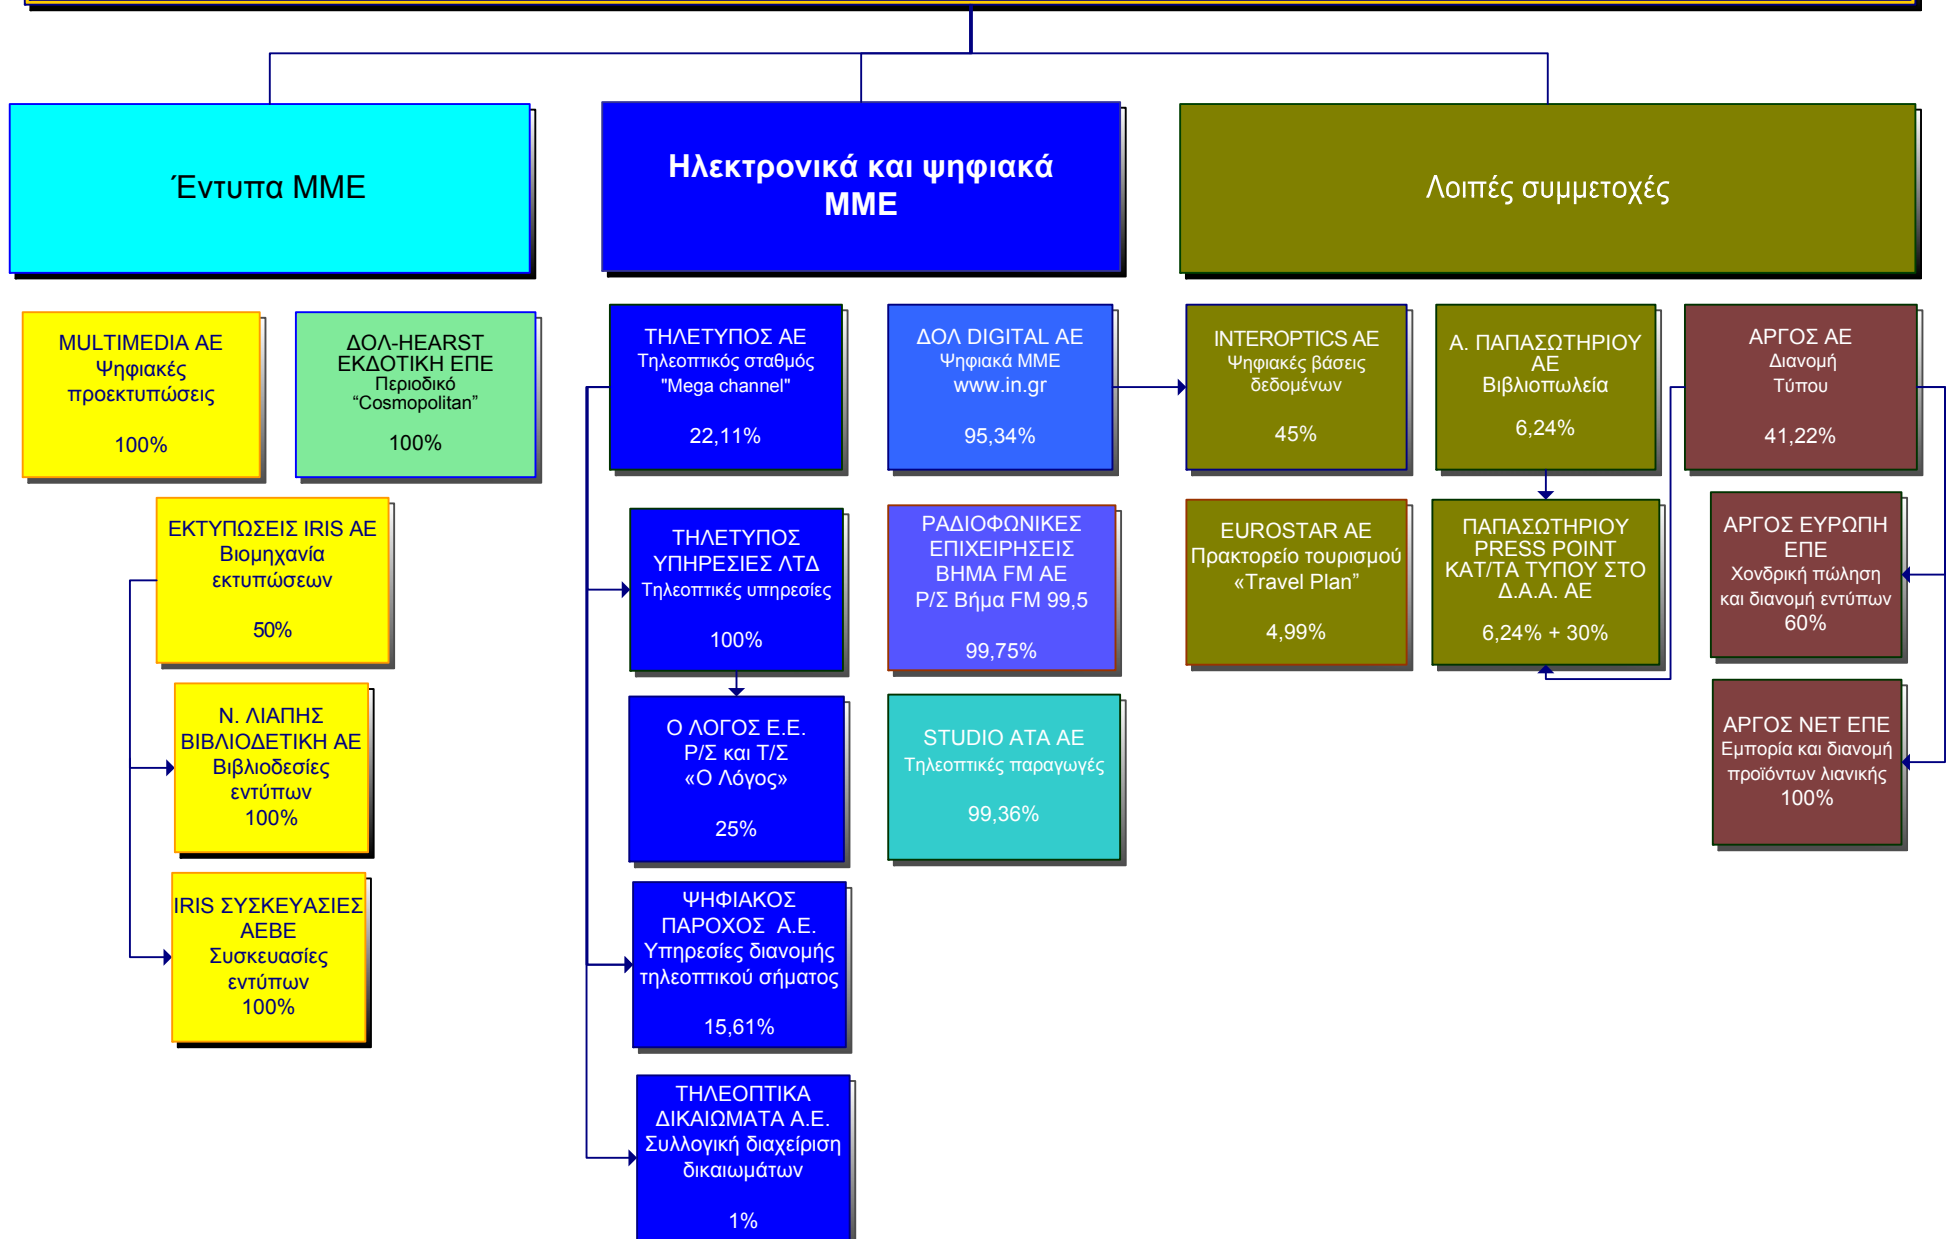 Έντυπα ΜΜΕ
Ηλεκτρονικά και ψηφιακά
ΜΜΕ
Λοιπές συμμετοχές
MULTIMEDIA ΑΕ
Ψηφιακές
προεκτυπώσεις
100%
ΔΟΛ-HEARST
ΕΚΔΟΤΙΚΗ ΕΠΕ
Περιοδικό
“Cosmopolitan”
100%
ΕΚΤΥΠΩΣΕΙΣ IRIS ΑΕ
Βιομηχανία
εκτυπώσεων
50%
Ν. ΛΙΑΠΗΣ
ΒΙΒΛΙΟΔΕΤΙΚΗ ΑΕ
Βιβλιοδεσίες
εντύπων
100%
IRIS ΣΥΣΚΕΥΑΣΙΕΣ
ΑΕΒΕ
Συσκευασίες
εντύπων
100%
ΤΗΛΕΤΥΠΟΣ ΑΕ
Τηλεοπτικός σταθμός
"Mega channel"
22,11%
ΤΗΛΕΤΥΠΟΣ
ΥΠΗΡΕΣΙΕΣ ΛΤΔ
Τηλεοπτικές υπηρεσίες
100%
Ο ΛΟΓΟΣ Ε.Ε.
Ρ/Σ και Τ/Σ
«Ο Λόγος»
25%
ΨΗΦΙΑΚΟΣ
ΠΑΡΟΧΟΣ Α.Ε.
Υπηρεσίες διανομής
τηλεοπτικού σήματος
15,61%
ΤΗΛΕΟΠΤΙΚΑ
ΔΙΚΑΙΩΜΑΤΑ Α.Ε.
Συλλογική διαχείριση
δικαιωμάτων
1%
ΔΟΛ DIGITAL ΑΕ
Ψηφιακά ΜΜΕ
www.in.gr
95,34%
ΡΑΔΙΟΦΩΝΙΚΕΣ
ΕΠΙΧΕΙΡΗΣΕΙΣ
ΒΗΜΑ FM ΑΕ
Ρ/Σ Βήμα FM 99,5
99,75%
STUDIO ATA ΑΕ
Τηλεοπτικές παραγωγές
99,36%
INTEROPTICS ΑΕ
Ψηφιακές βάσεις
δεδομένων
45%
EUROSTAR ΑΕ
Πρακτορείο τουρισμού
«Travel Plan”
4,99%
Α. ΠΑΠΑΣΩΤΗΡΙΟΥ
ΑΕ
Βιβλιοπωλεία
6,24%
ΠΑΠΑΣΩΤΗΡΙΟΥ
PRESS POINT
ΚΑΤ/ΤΑ ΤΥΠΟΥ ΣΤΟ
Δ.Α.Α. ΑΕ
6,24% + 30%
ΑΡΓΟΣ ΑΕ
Διανομή
Τύπου
41,22%
ΑΡΓΟΣ ΕΥΡΩΠΗ
ΕΠΕ
Χονδρική πώληση
και διανομή εντύπων
60%
ΑΡΓΟΣ ΝΕΤ ΕΠΕ
Εμπορία και διανομή
προϊόντων λιανικής
100%